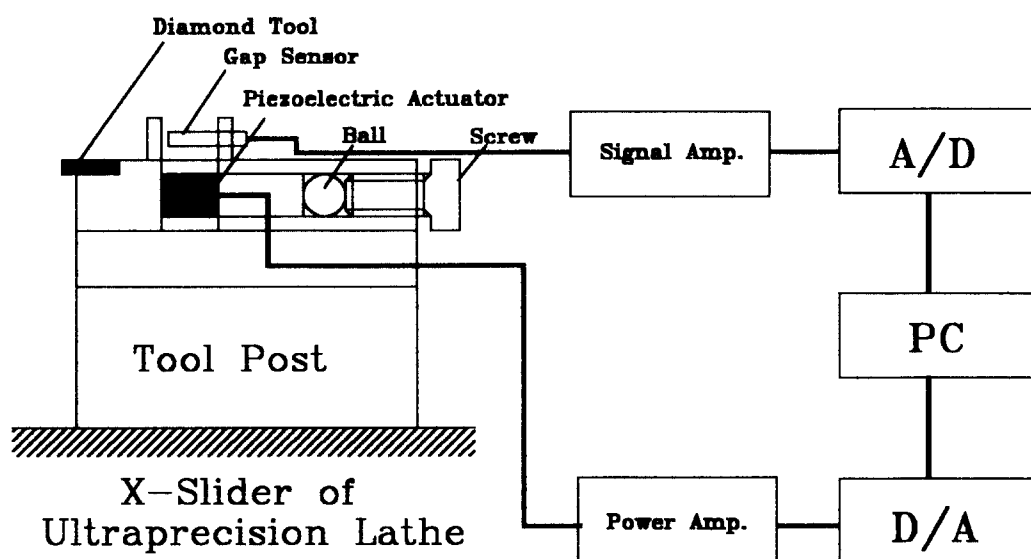 Diamond Tool
Gap Sensor
Piezoelectric Actuator
Ball
Screw
Signal Amp.
A/D
PC
Tool Post
X-Slider of
Ultraprecision Lathe
Power Amp.
D/A